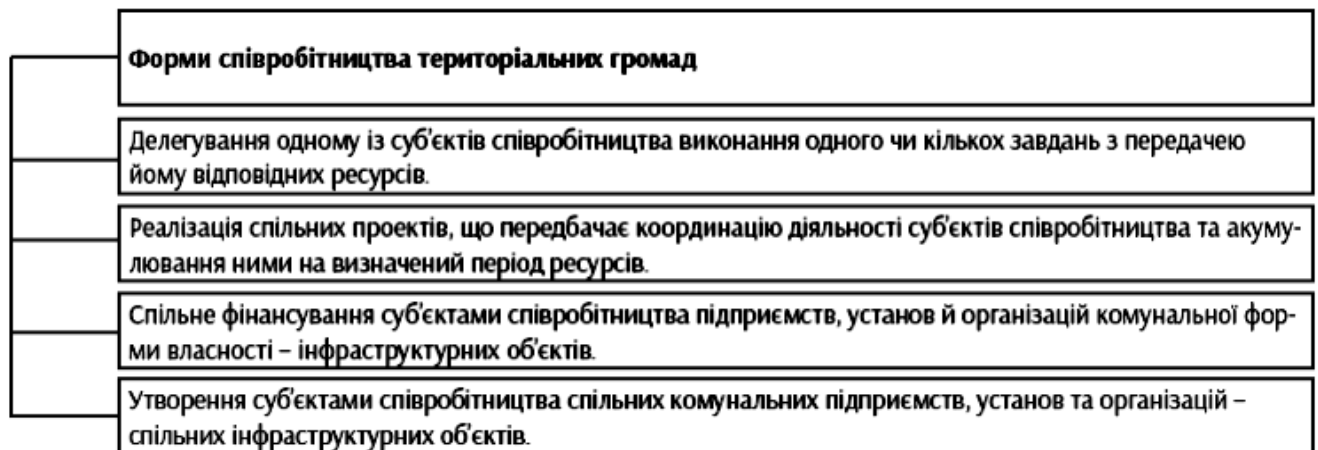 Форми співробітництва територіальних громад
Делегування одному із суб’єктів співробітництва виконання одного чи кількох завдань з передачею
йому відповідних ресурсів.
Реалізація спільних проектів, що передбачає координацію діяльності суб’єктів співробітництва та акуму-
лювання ними на визначений період ресурсів.
Спільне фінансування суб’єктами співробітництва підприємств, установ й організацій комунальної фор-
ми власності – інфраструктурних об’єктів.
Утворення суб’єктами співробітництва спільних комунальних підприємств, установ та організацій –
спільних інфраструктурних об’єктів.